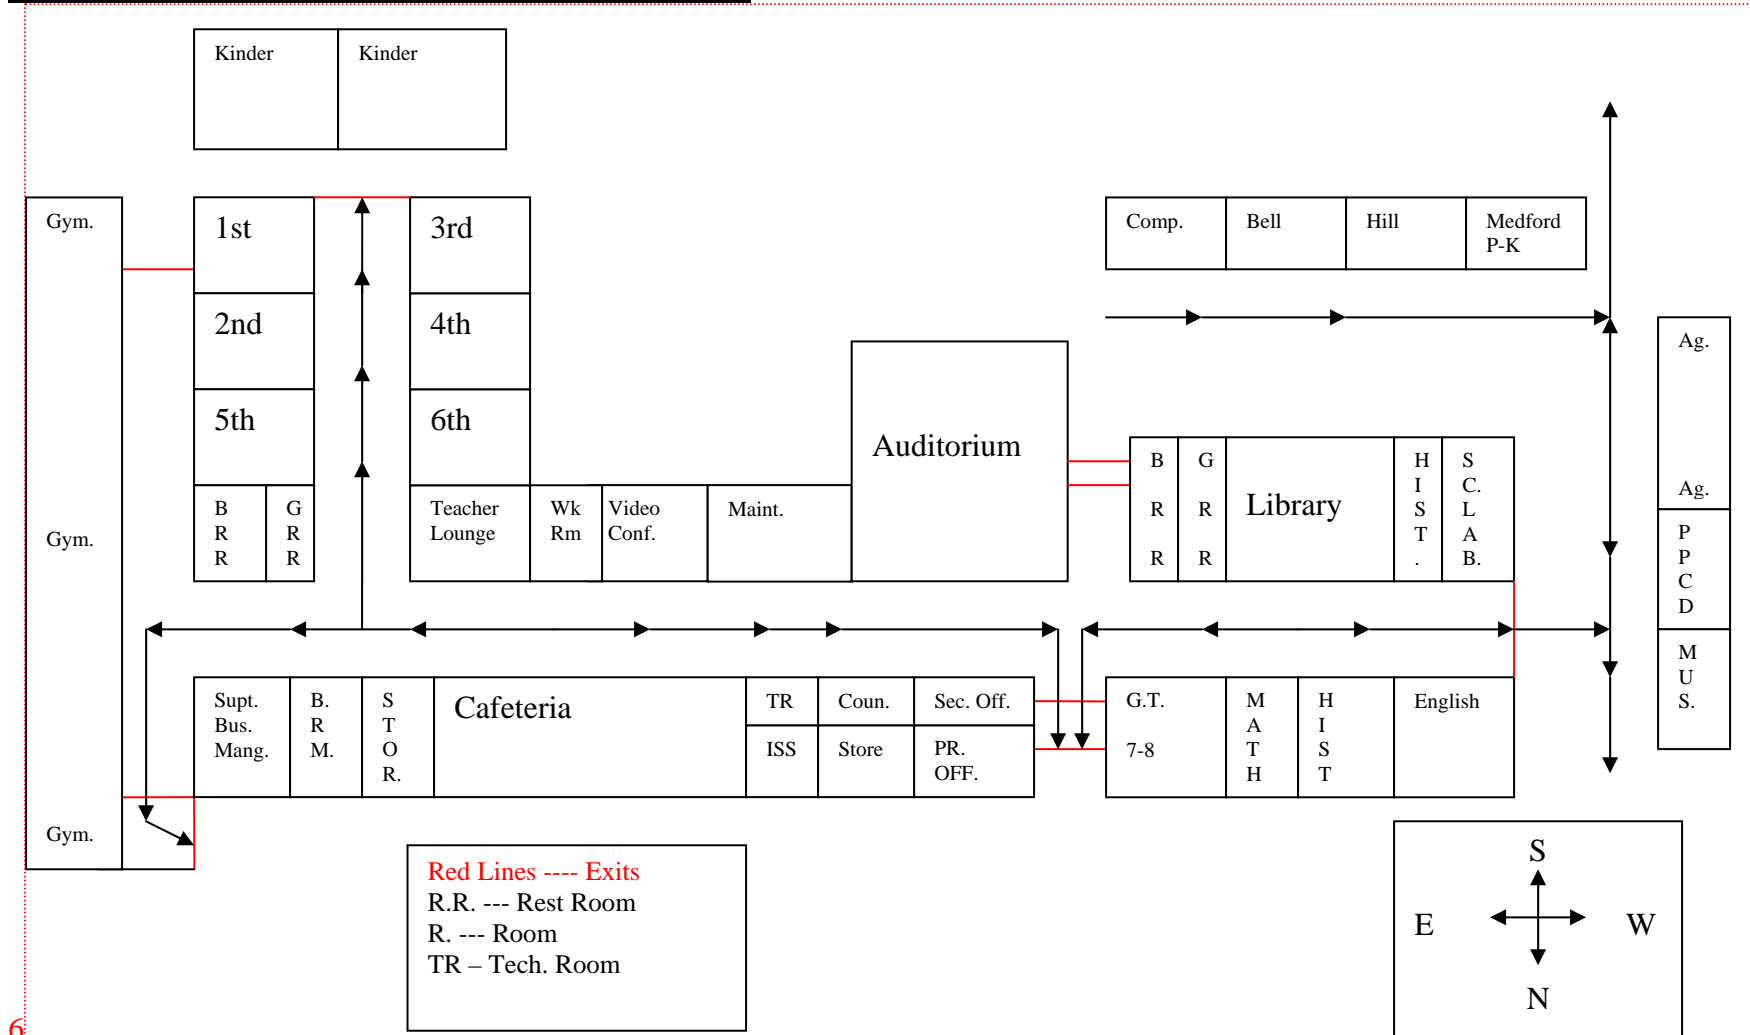 Kinder
Kinder
Gym.
1st
3rd
Comp.
Bell
Hill
Medford
P-K
2nd
4th
Ag.
5th
6th
Auditorium
B
R
R
G
R
R
Library
H
I
S
T
.
S
C.
L
A
B.
Ag.
B
R
R
G
R
R
Teacher
Lounge
Wk
Rm
Video
Conf.
Maint.
Gym.
P
P
C
D
M
U
S.
Supt.
Bus.
Mang.
B.
R
M.
S
T
O
R.
Cafeteria
TR
Coun.
Sec. Off.
ISS
Store
PR.
OFF.
G.T.
7-8
M
A
T
H
H
I
S
T
English
Gym.
Red Lines ---- Exits
R.R. --- Rest Room
R. --- Room
TR – Tech. Room
S
E
W
N
6